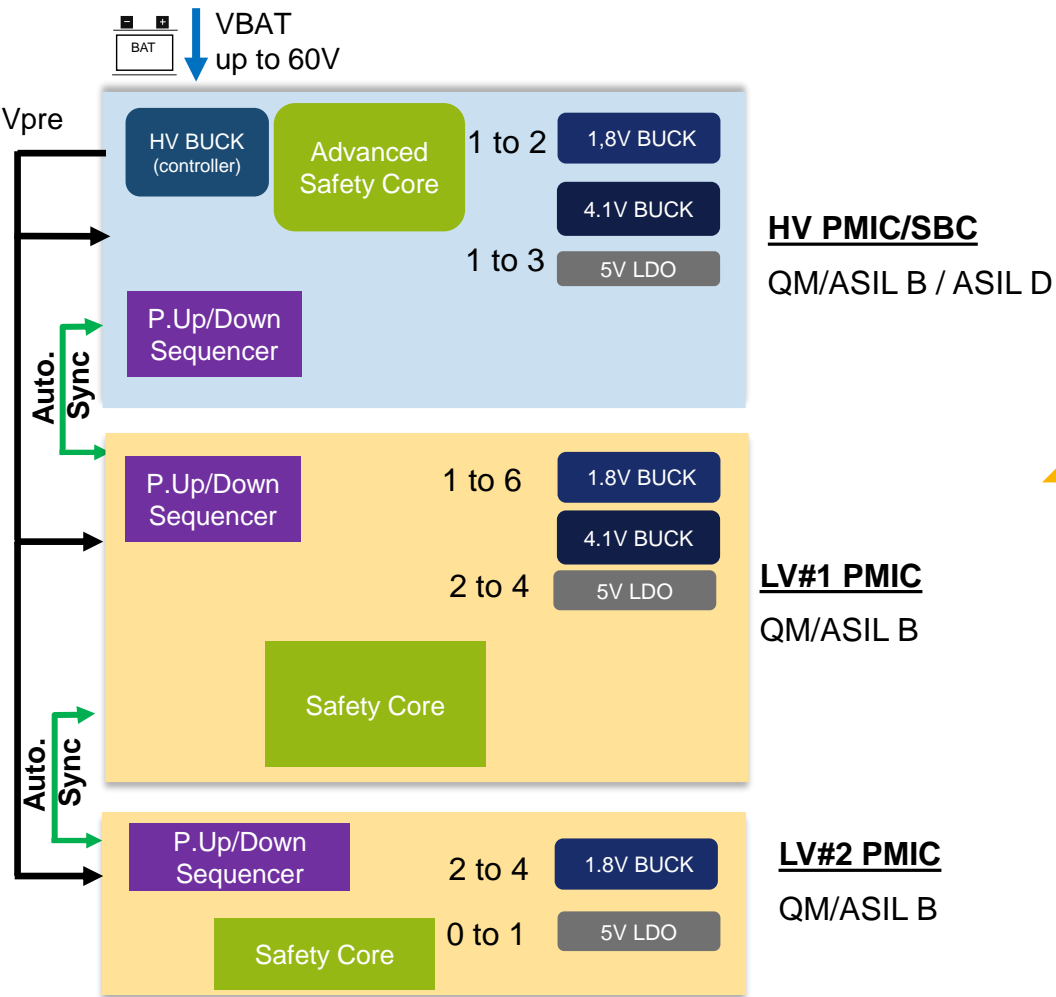 VBAT
up to 60V
BAT
Vpre
HV BUCK
(controller)
Advanced
Safety Core
1 to 2
1,8V BUCK
4.1V BUCK
1 to 3
5V LDO
P.Up/Down
Sequencer
HV PMIC/SBC
QM/ASIL B / ASIL D
Auto.
Sync
P.Up/Down
Sequencer
1 to 6
1.8V BUCK
4.1V BUCK
2 to 4
5V LDO
Safety Core
LV#1 PMIC
QM/ASIL B
Auto.
Sync
P.Up/Down
Sequencer
2 to 4
1.8V BUCK
Safety Core
0 to 1
5V LDO
LV#2 PMIC
QM/ASIL B